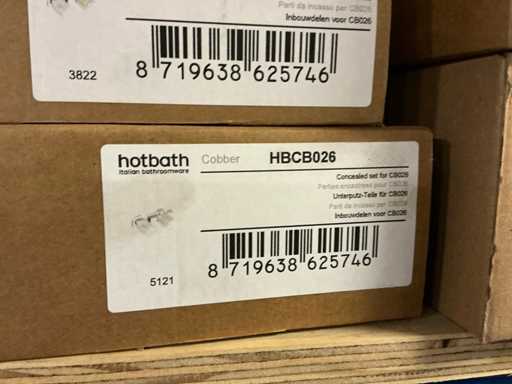 Parti da incasso per CB026
Inbouwdelen voor CB026
3822
8 719638 625746
hotbath Cobber HBCB026
Italian bathroomware
Concealed set for CB026
Parties encastrées pour CB026
Unterputz-Teile für CB026
Parti da incasso per CB026
Inbouwdelen voor CB026
5121
8 719638 625746